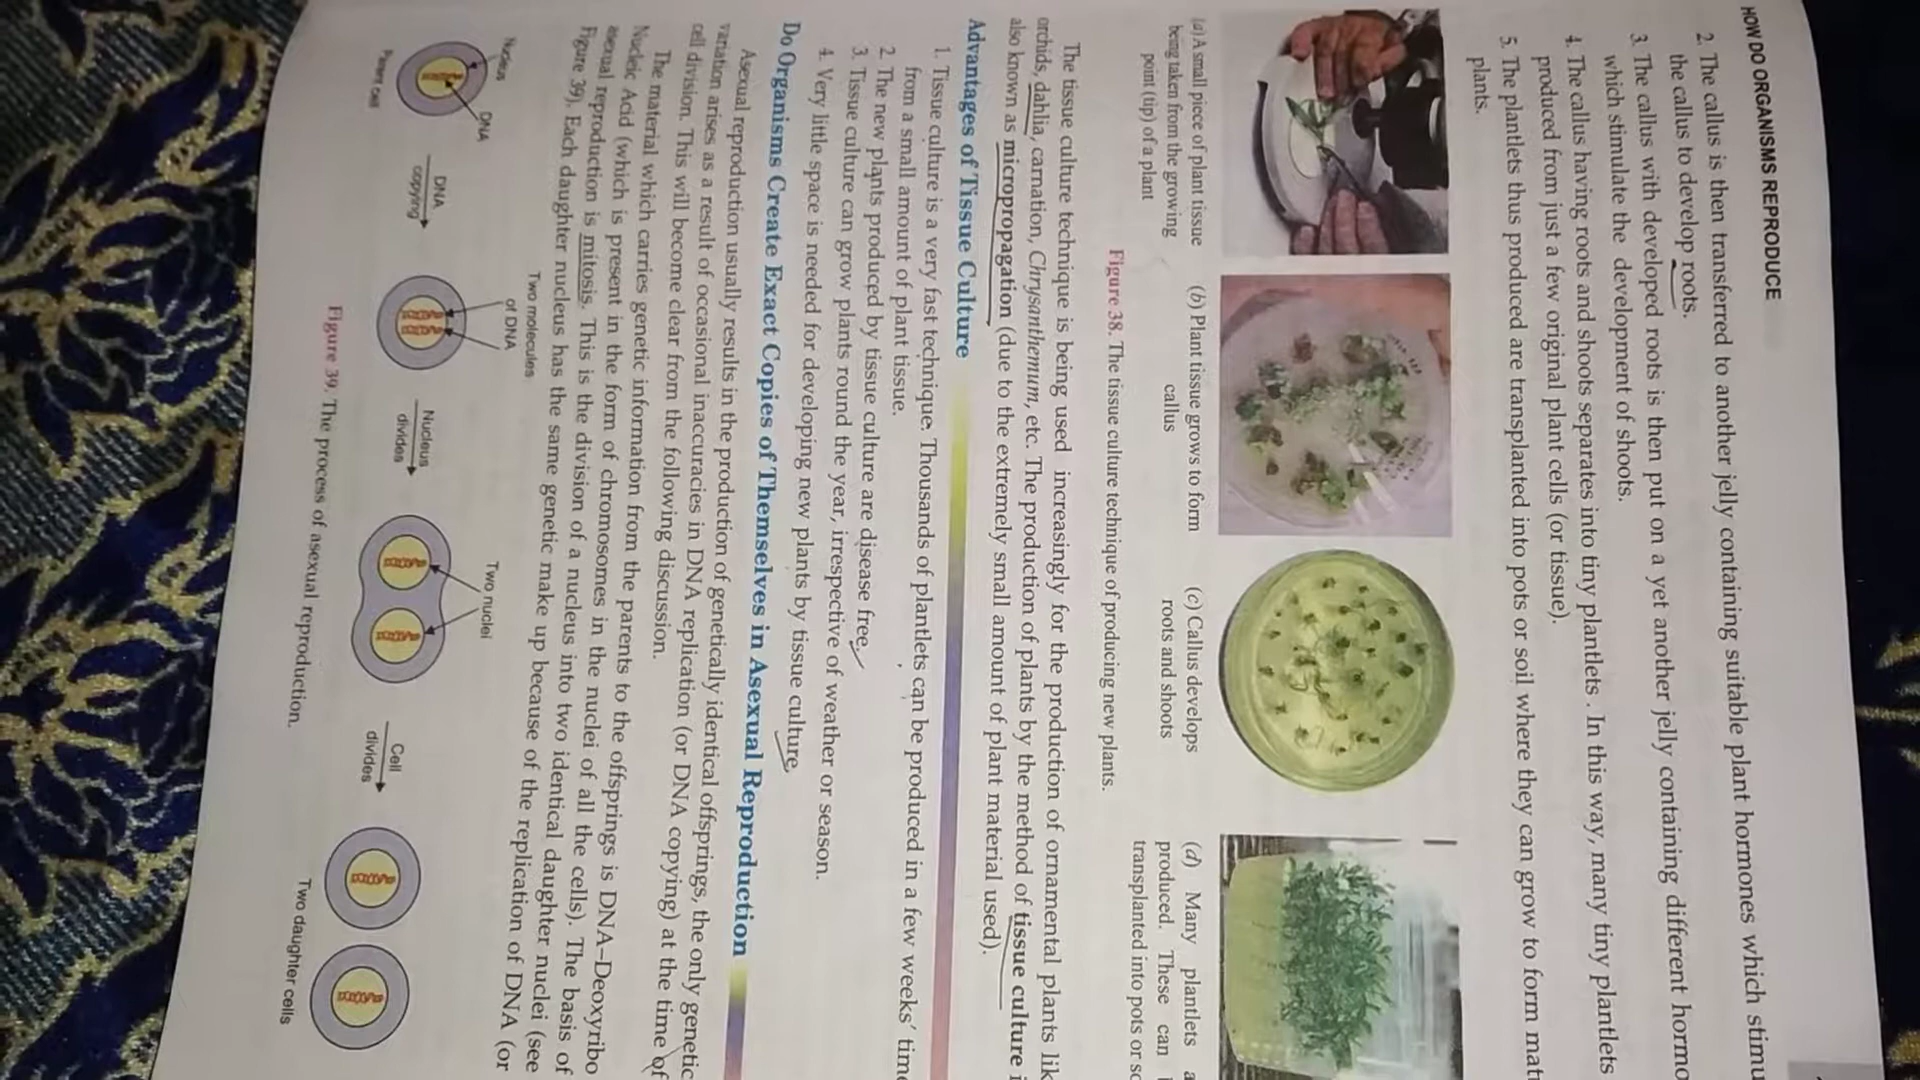 HOW DO ORGANISMS REPRODUCE
2. The callus is then transferred to another jelly containing suitable plant hormones which stimu
the callus to develop roots.
3. The callus with developed roots is then put on a yet another jelly containing different hormo
which stimulate the development of shoots.
4. The callus having roots and shoots separates into tiny plantlets . In this way, many tiny plantlets
produced from just a few original plant cells (or tissue).
5. The plantlets thus produced are transplanted into pots or soil where they can grow to form mat
plants.
(a) A small piece of plant tissue
being taken from the growing
point (tip) of a plant
(b) Plant tissue grows to form
callus
(c) Callus develops
roots and shoots
(d) Many plantlets a
produced. These can
transplanted into pots or so
Figure 38. The tissue culture technique of producing new plants.
The tissue culture technique is being used increasingly for the production of ornamental plants lik
orchids, dahlia, carnation, Chrysanthemum, etc. The production of plants by the method of tissue culture i
also known as micropropagation (due to the extremely small amount of plant material used).
Advantages of Tissue Culture
1. Tissue culture is a very fast technique. Thousands of plantlets can be produced in a few weeks' time
from a small amount of plant tissue.
2. The new plants produced by tissue culture are disease free.
3. Tissue culture can grow plants round the year, irrespective of weather or season.
4. Very little space is needed for developing new plants by tissue culture.
Do Organisms Create Exact Copies of Themselves in Asexual Reproduction
Asexual reproduction usually results in the production of genetically identical offsprings, the only genetic
variation arises as a result of occasional inaccuracies in DNA replication (or DNA copying) at the time of
cell division. This will become clear from the following discussion.
The material which carries genetic information from the parents to the offsprings is DNA–Deoxyribo
Nucleic Acid (which is present in the form of chromosomes in the nuclei of all the cells). The basis of
asexual reproduction is mitosis. This is the division of a nucleus into two identical daughter nuclei (see
Figure 39). Each daughter nucleus has the same genetic make up because of the replication of DNA (or
Nucleus
DNA
Parent cell
DNA
copying
Two molecules
of DNA
Nucleus
divides
Two nuclei
Cell
divides
Two daughter cells
Figure 39. The process of asexual reproduction.